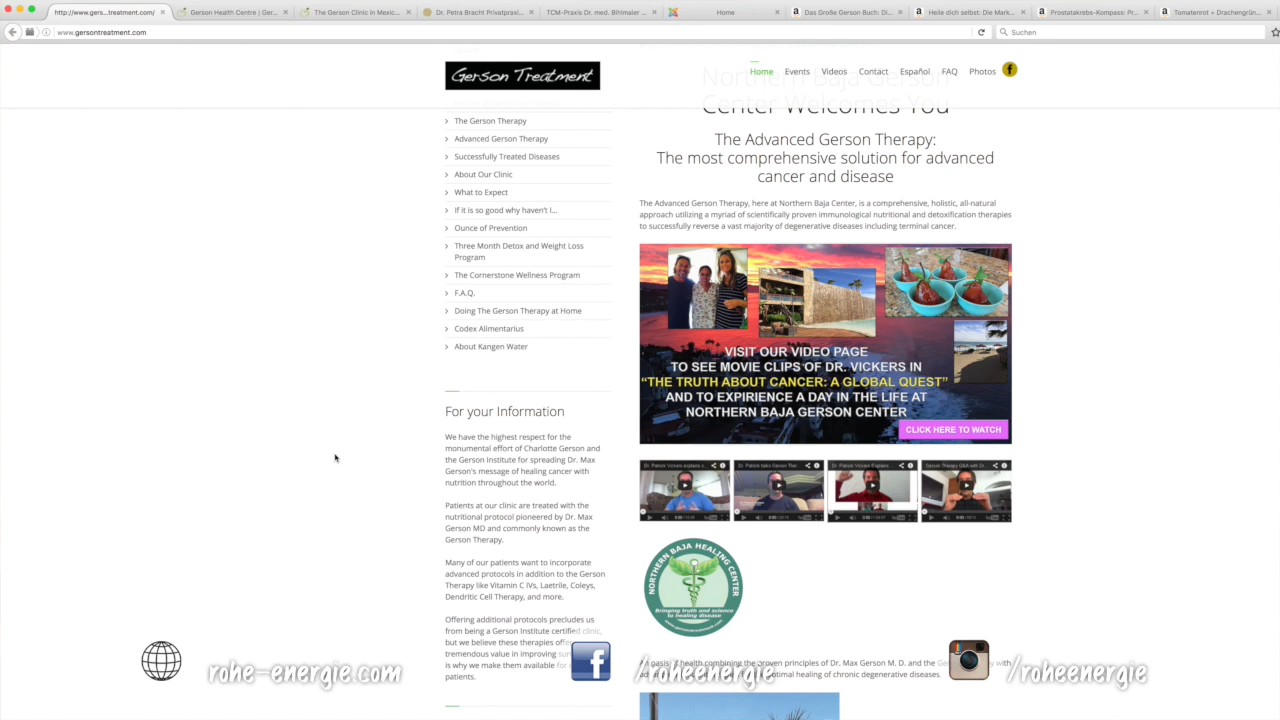 http://www.gers...treatment.com/
Gerson Health Centre | Ger...
The Gerson Clinic in Mexic...
Dr. Petra Bracht Privatpraxi...
TCM-Praxis Dr. med. Bihlmaier ...
Home
Das Große Gerson Buch: Di...
Heile dich selbst: Die Mark...
Prostatakrebs-Kompass: Pr...
Tomatenrot + Drachengrün...
www.gersontreatment.com
Suchen
Gerson Treatment
Home
Events
Videos
Contact
Español
FAQ
Photos
Northern Baja Gerson
Center Welcomes You
The Gerson Therapy
Advanced Gerson Therapy
Successfully Treated Diseases
About Our Clinic
What to Expect
If it is so good why haven't I...
Ounce of Prevention
Three Month Detox and Weight Loss
Program
The Cornerstone Wellness Program
F.A.Q.
Doing The Gerson Therapy at Home
Codex Alimentarius
About Kangen Water
For your Information
We have the highest respect for the
monumental effort of Charlotte Gerson and
the Gerson Institute for spreading Dr. Max
Gerson's message of healing cancer with
nutrition throughout the world.
Patients at our clinic are treated with the
nutritional protocol pioneered by Dr. Max
Gerson MD and commonly known as the
Gerson Therapy.
Many of our patients want to incorporate
advanced protocols in addition to the Gerson
Therapy like Vitamin C IVs, Laetrile, Coleys,
Dendritic Cell Therapy, and more.
Offering additional protocols precludes us
from being a Gerson Institute certified clinic,
but we believe these therapies
tremendous value in improving
is why we make them available for
patients.
The Advanced Gerson Therapy:
The most comprehensive solution for advanced
cancer and disease
The Advanced Gerson Therapy, here at Northern Baja Center, is a comprehensive, holistic, all-natural
approach utilizing a myriad of scientifically proven immunological nutritional and detoxification therapies
to successfully reverse a vast majority of degenerative diseases including terminal cancer.
VISIT OUR VIDEO PAGE
TO SEE MOVIE CLIPS OF DR. VICKERS IN
"THE TRUTH ABOUT CANCER: A GLOBAL QUEST"
AND TO EXPIRIENCE A DAY IN THE LIFE AT
NORTHERN BAJA GERSON CENTER
CLICK HERE TO WATCH
Dr. Patrick Vickers explains c...
Dr. Patrick talks Gerson Ther...
Dr. Patrick Vickers Explains
Gerson Therapy Q&A with Dr...
NORTHERN BAJA HEALING CENTER
Bringing truth and science
to healing disease
www.gersontreatment.com
An oasis of health combining the proven principles of Dr. Max Gerson M. D. and the Gerson Therapy with
optimal healing of chronic degenerative diseases.
rohe-energie.com
/roheenergie
/roheenergie